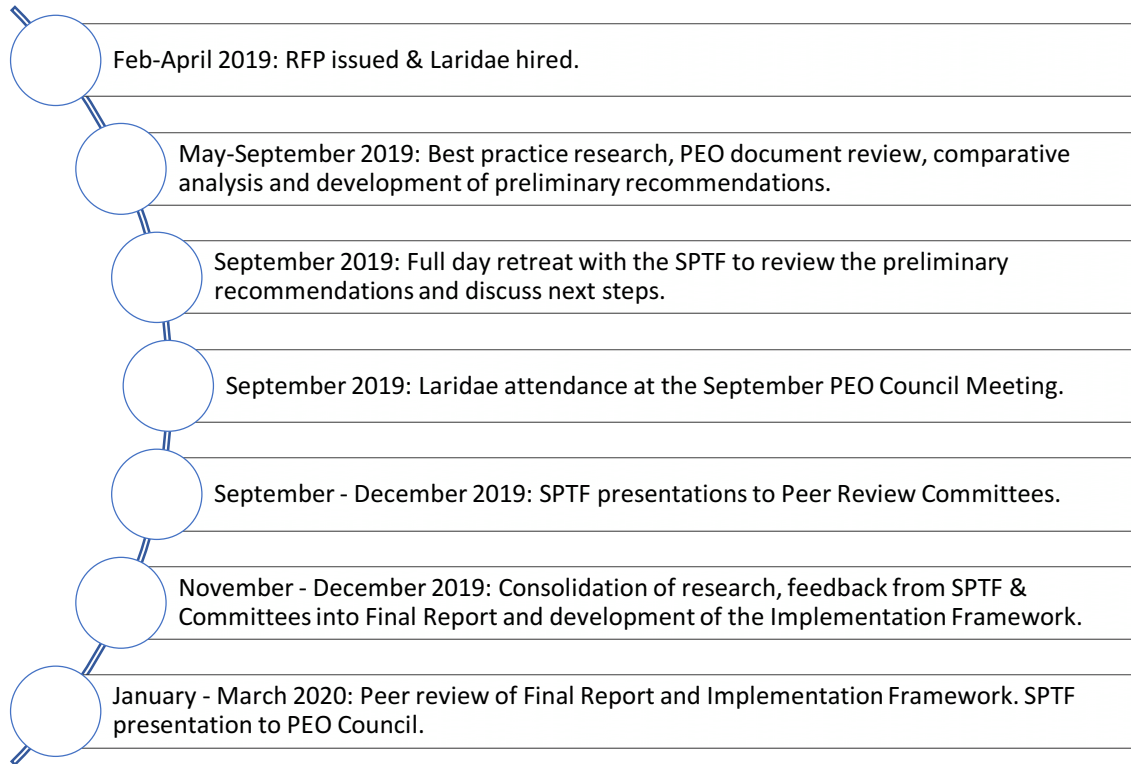 Feb-April 2019: RFP issued & Laridae hired.
May-September 2019: Best practice research, PEO document review, comparative
analysis and development of preliminary recommendations.
September 2019: Full day retreat with the SPTF to review the preliminary
recommendations and discuss next steps.
September 2019: Laridae attendance at the September PEO Council Meeting.
September - December 2019: SPTF presentations to Peer Review Committees.
November - December 2019: Consolidation of research, feedback from SPTF &
Committees into Final Report and development of the Implementation Framework.
January - March 2020: Peer review of Final Report and Implementation Framework. SPTF
presentation to PEO Council.